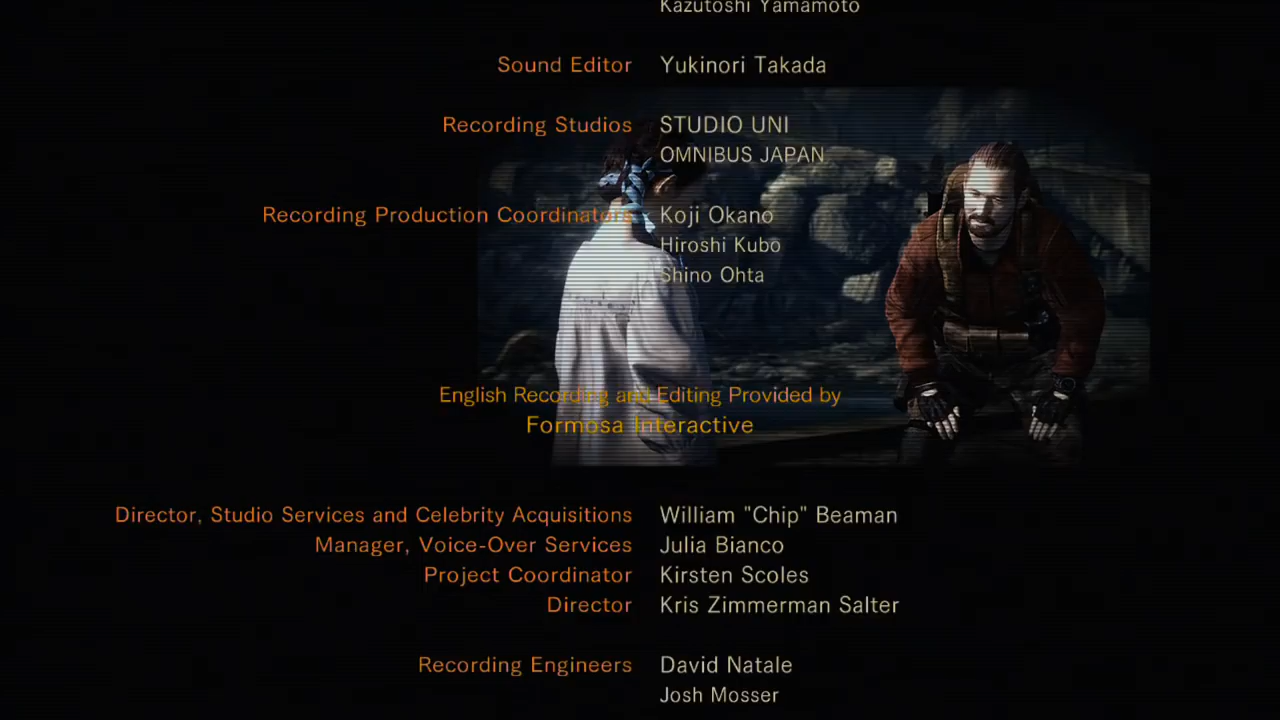 Kazutoshi Yamamoto
Sound Editor Yukinori Takada
Recording Studios STUDIO UNI
OMNIBUS JAPAN
Recording Production Coordinators Koji Okano
Hiroshi Kubo
Shino Ohta
English Recording and Editing Provided by
Formosa Interactive
Director, Studio Services and Celebrity Acquisitions William "Chip" Beaman
Manager, Voice-Over Services Julia Bianco
Project Coordinator Kirsten Scoles
Director Kris Zimmerman Salter
Recording Engineers David Natale
Josh Mosser